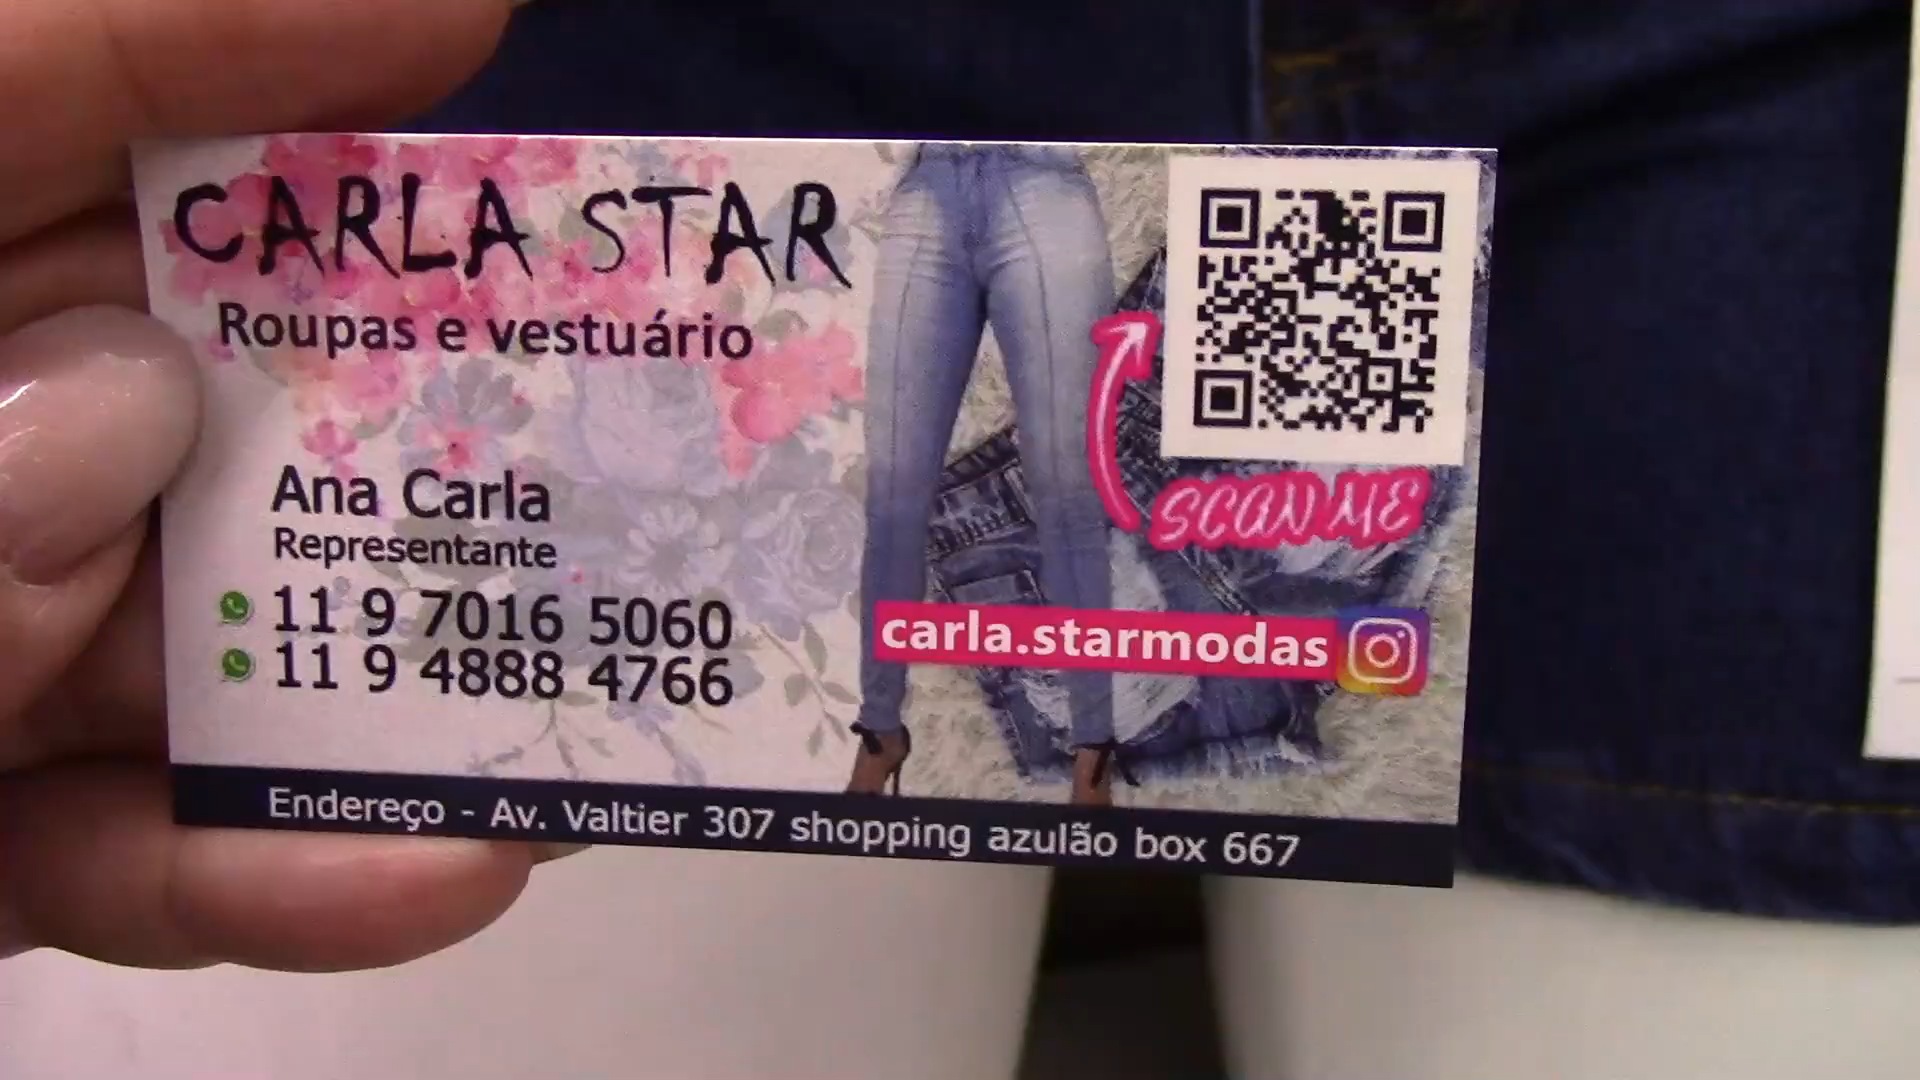 CARLA STAR
Roupas e vestuário
Ana Carla
Representante
11 9 7016 5060
11 9 4888 4766
SCAN ME
carla.starmodas
Endereço - Av. Valtier 307 shopping azulão box 667